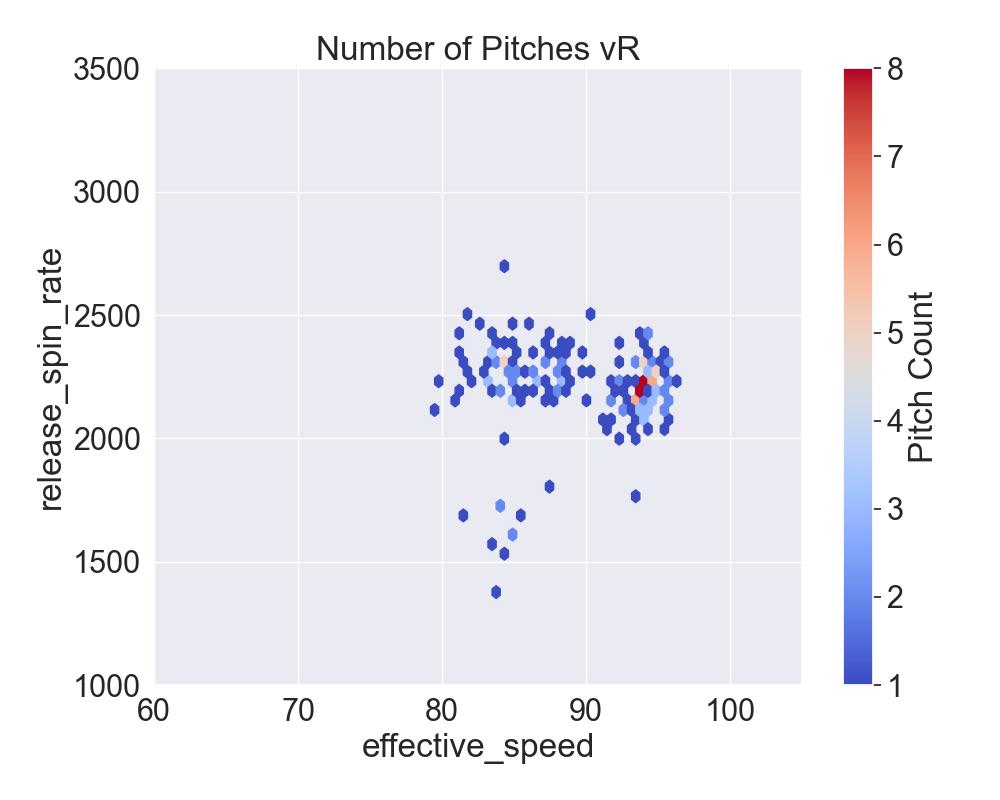 Number of Pitches vR
3500
3000
2500
2000
1500
1000
release_spin_rate
60 70 80 90 100
effective_speed
8
7
6
5
4
3
2
1
Pitch Count